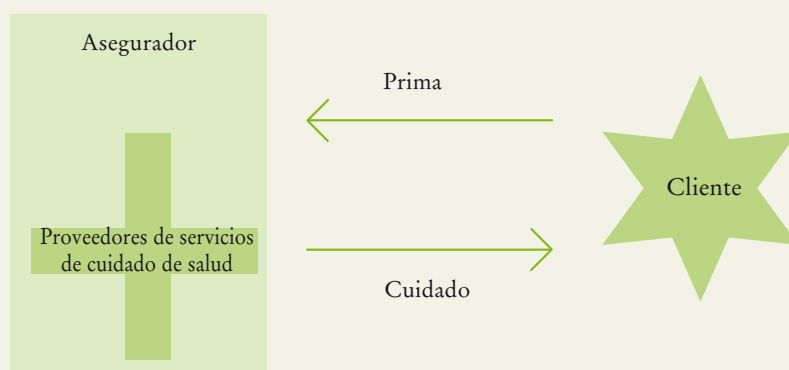 Asegurador
Prima
Cliente
Proveedores de servicios
de cuidado de salud
Cuidado